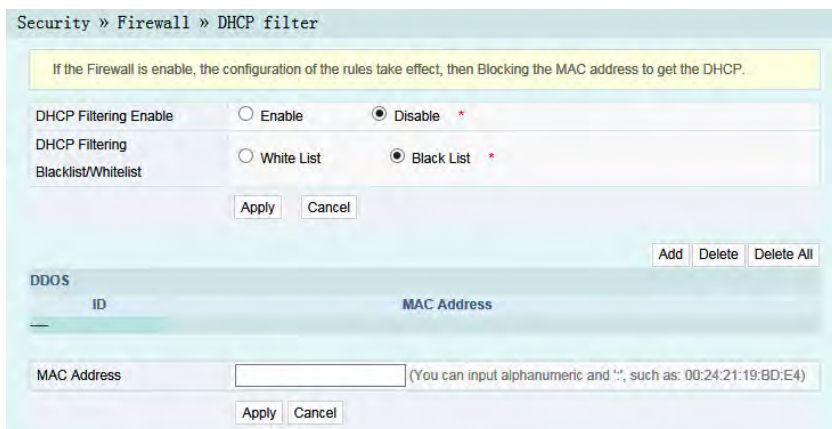 Security » Firewall » DHCP filter
If the Firewall is enable, the configuration of the rules take effect, then Blocking the MAC address to get the DHCP.
DHCP Filtering Enable Enable Disable *
DHCP Filtering
Blacklist/Whitelist White List Black List *
Apply Cancel
Add Delete Delete All
DDOS
ID MAC Address
—
MAC Address (You can input alphanumeric and ':', such as: 00:24:21:19:BD:E4)
Apply Cancel